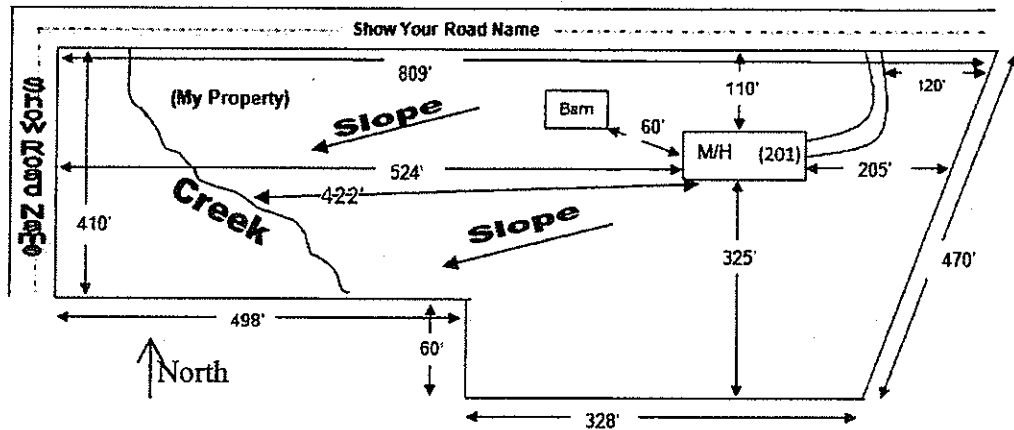 Show Your Road Name
809'
120'
110'
(My Property)
Slope
Barn
60'
M/H (201)
Show Road Name
524'
205'
422'
Creek
410'
Slope
325'
470'
498'
60'
North
328'